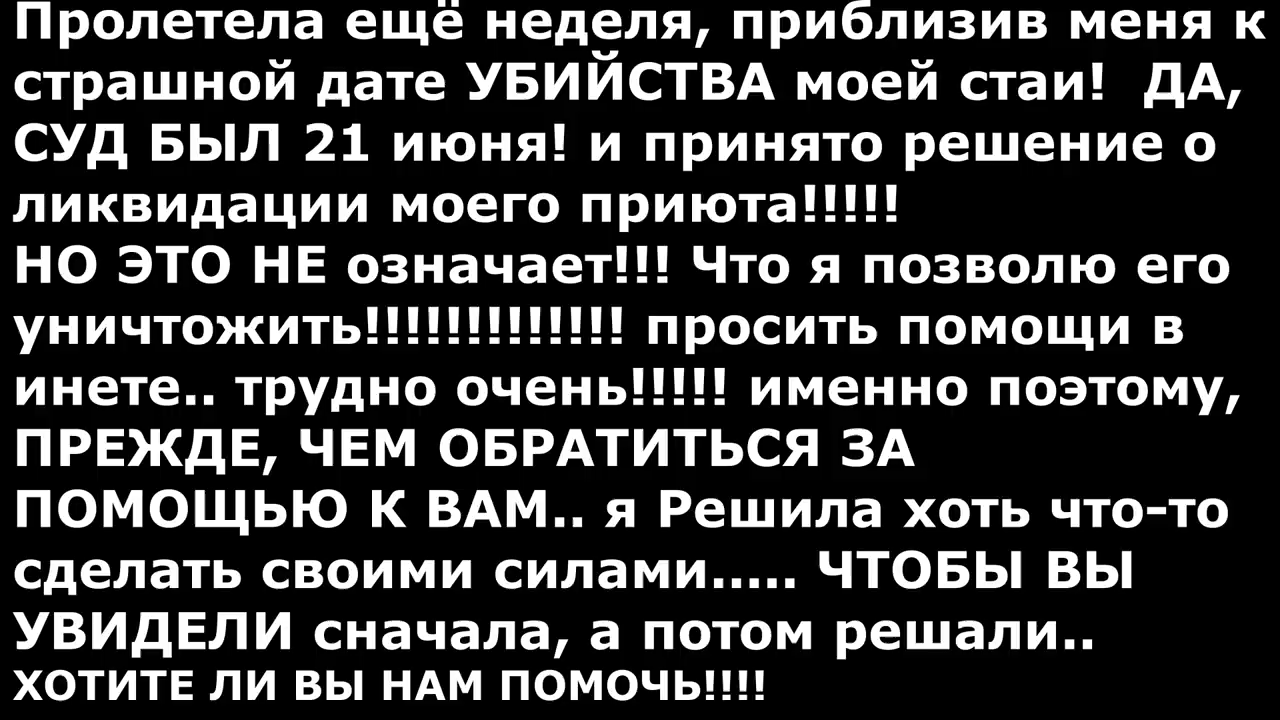 Пролетела ещё неделя, приблизив меня к
страшной дате УБИЙСТВА моей стаи!  ДА,
СУД БЫЛ 21 июня! и принято решение о
ликвидации моего приюта!!!!!
НО ЭТО НЕ означает!!! Что я позволю его
уничтожить!!!!!!!!!!!!! просить помощи в
инете.. трудно очень!!!!! именно поэтому,
ПРЕЖДЕ, ЧЕМ ОБРАТИТЬСЯ ЗА
ПОМОЩЬЮ К ВАМ.. я Решила хоть что-то
сделать своими силами..... ЧТОБЫ ВЫ
УВИДЕЛИ сначала, а потом решали..
ХОТИТЕ ЛИ ВЫ НАМ ПОМОЧЬ!!!!